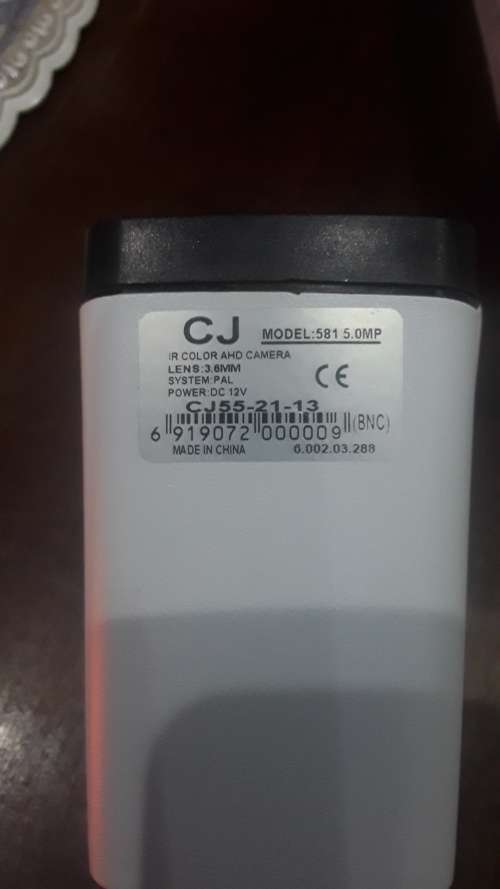 CJ MODEL:581 5.0MP
IR COLOR AHD CAMERA
LENS:3.6MM
SYSTEM:PAL
POWER:DC 12V
CE
CJ55-21-13
6 919072 000009 (BNC)
MADE IN CHINA 6.002.03.288